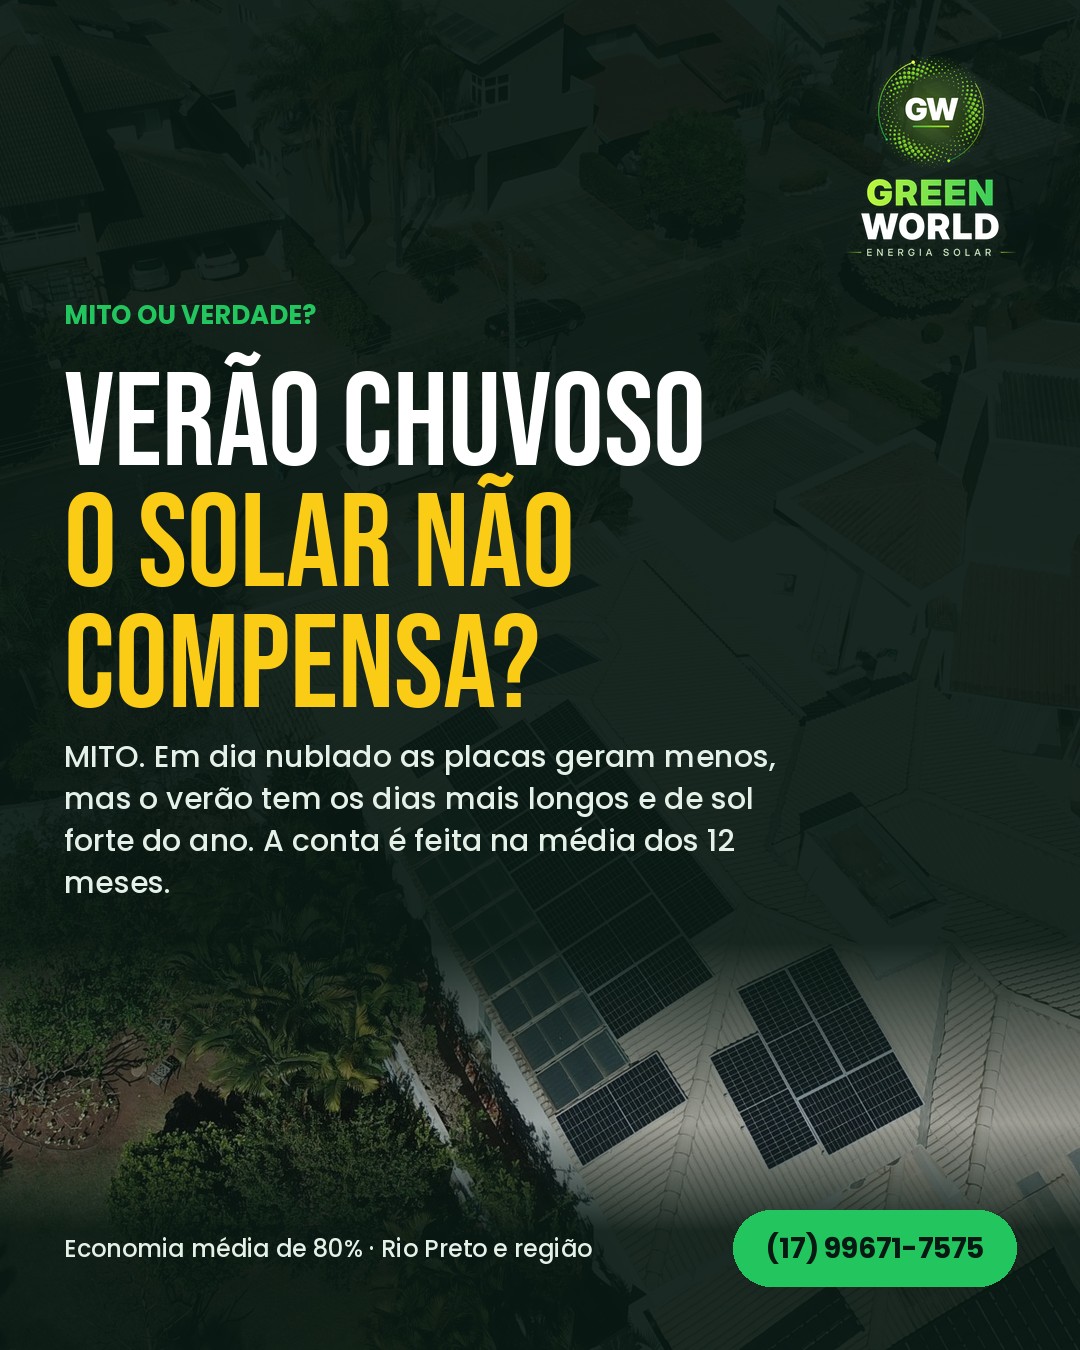 GW
GREEN
WORLD
ENERGIA SOLAR
MITO OU VERDADE?
VERÃO CHUVOSO
O SOLAR NÃO
COMPENSA?
MITO. Em dia nublado as placas geram menos,
mas o verão tem os dias mais longos e de sol
forte do ano. A conta é feita na média dos 12
meses.
Economia média de 80% · Rio Preto e região
(17) 99671-7575